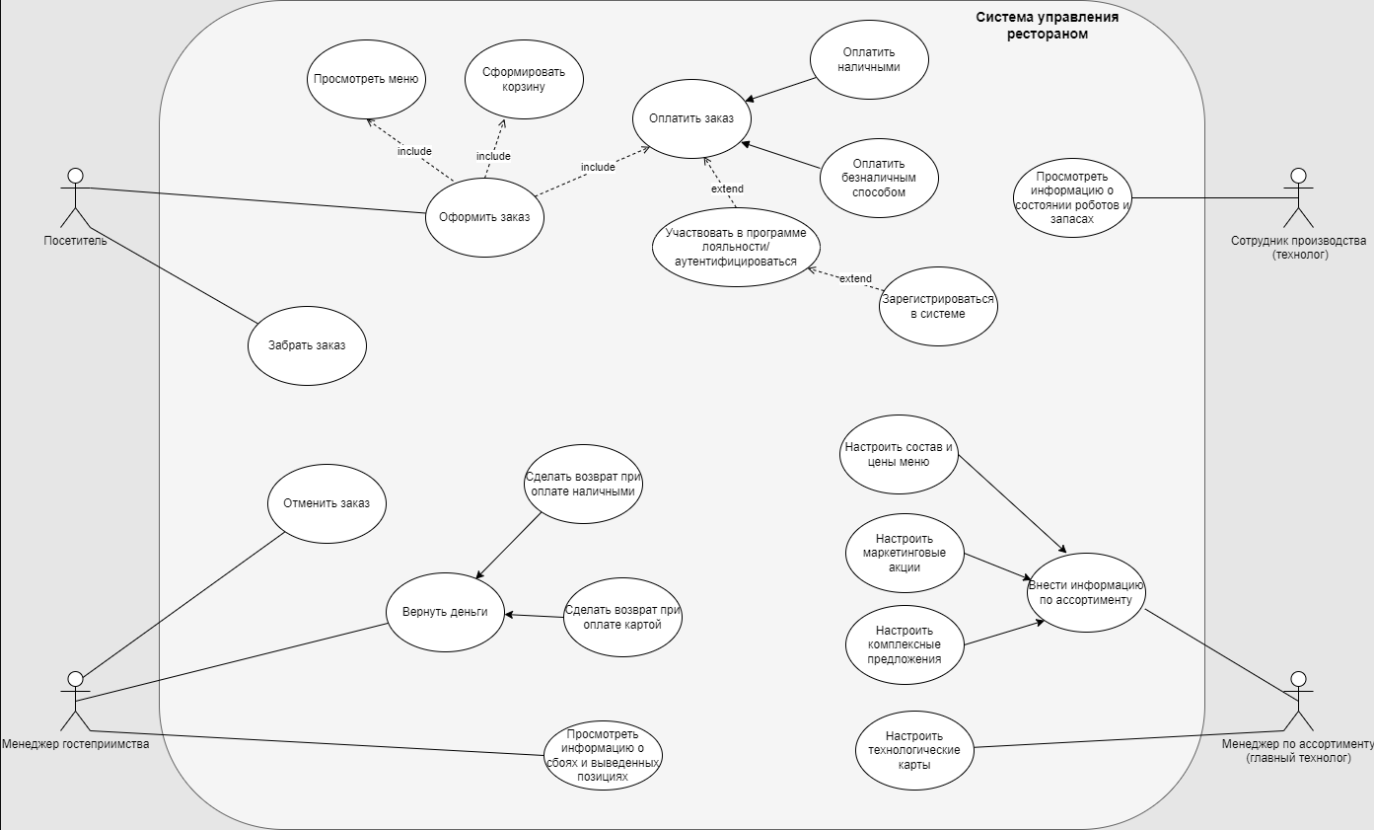 Система управления
рестораном
Просмотреть меню
Сформировать
корзину
Оплатить
наличными
Оплатить заказ
include
include
include
Оплатить
безналичным
способом
extend
Оформить заказ
Посетитель
Участвовать в программе
лояльности/
аутентифицироваться
extend
Зарегистрироваться
в системе
Просмотреть
информацию о
состоянии роботов и
запасах
Сотрудник производства
(технолог)
Забрать заказ
Отменить заказ
Сделать возврат при
оплате наличными
Вернуть деньги
Сделать возврат при
оплате картой
Просмотреть
информацию о
сбоях и выведенных
позициях
Менеджер гостеприимства
Настроить состав и
цены меню
Настроить
маркетинговые
акции
Внести информацию
по ассортименту
Настроить
комплексные
предложения
Настроить
технологические
карты
Менеджер по ассортименту
(главный технолог)